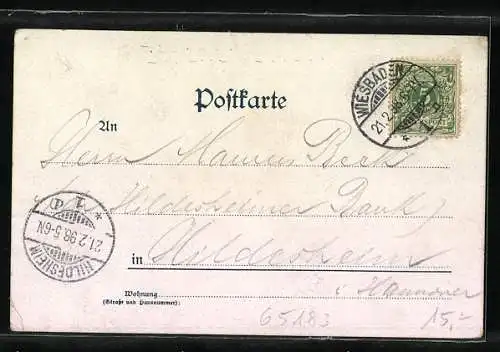 Postkarte
WIESBADEN
21.2.98
1
An
Herrn
Hildesheimer Bank
in Hildesheim
i. Hannover
HILDESHEIM
21.2.98.5-6N
Wohnung
(Straße und Hausnummer)
65183
15,-